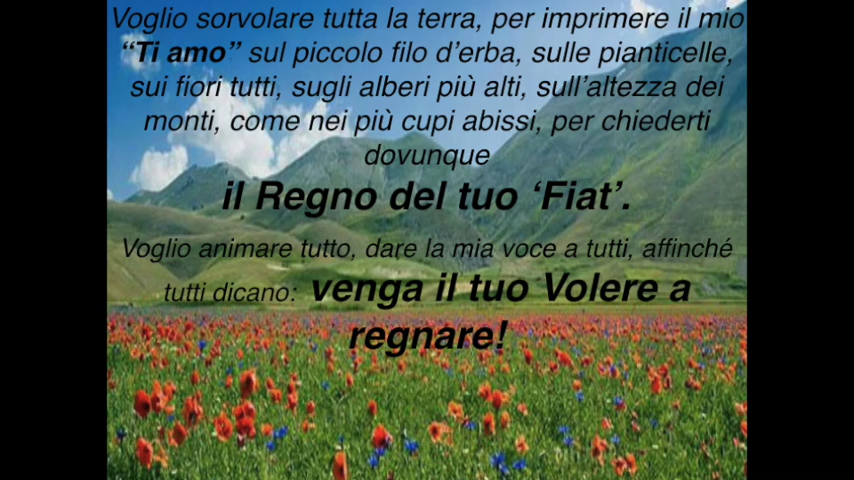 Voglio sorvolare tutta la terra, per imprimere il mio
“Ti amo” sul piccolo filo d’erba, sulle pianticelle,
sui fiori tutti, sugli alberi più alti, sull’altezza dei
monti, come nei più cupi abissi, per chiederti
dovunque
il Regno del tuo ‘Fiat’.
Voglio animare tutto, dare la mia voce a tutti, affinché
tutti dicano: venga il tuo Volere a
regnare!